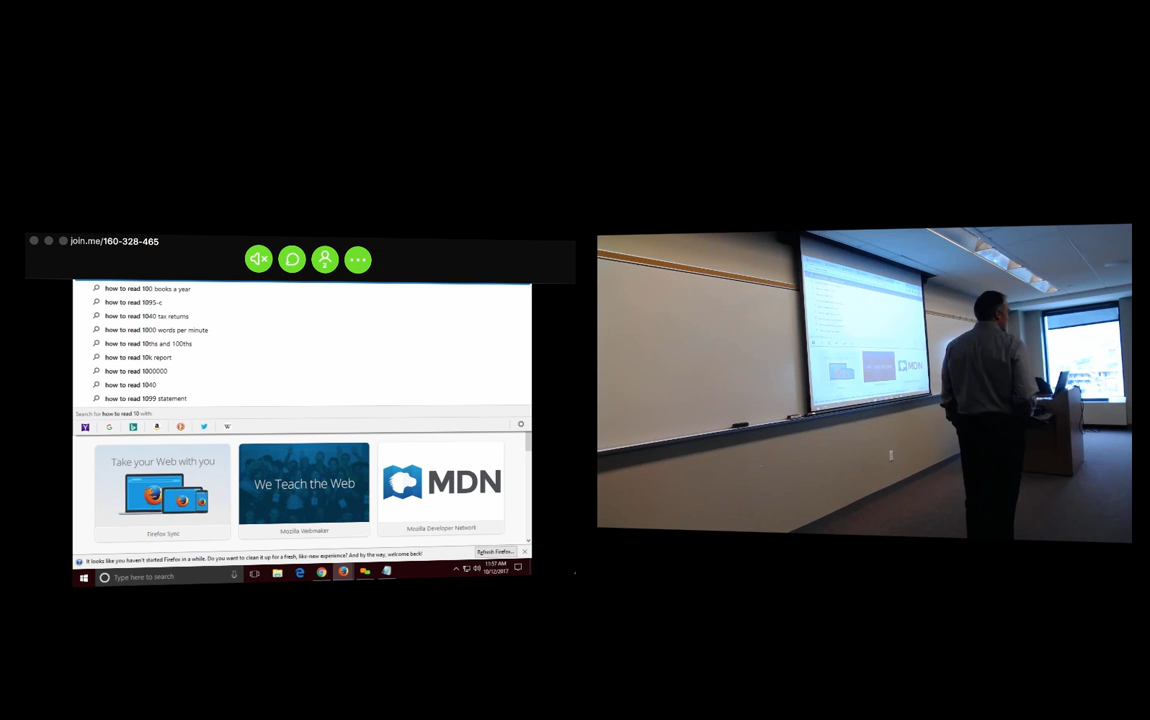 join.me/160-328-465
2
how to read 100 books a year
how to read 1095-c
how to read 1040 tax returns
how to read 1000 words per minute
how to read 10ths and 100ths
how to read 10k report
how to read 1000000
how to read 1040
how to read 1099 statement
Search for how to read 10 with:
Take your Web with you
We Teach the Web
MDN
Firefox Sync
Mozilla Webmaker
Mozilla Developer Network
It looks like you haven't started Firefox in a while. Do you want to clean it up for a fresh, like-new experience? And by the way, welcome back!
Refresh Firefox...
Type here to search
11:57 AM
10/12/2017
MDN